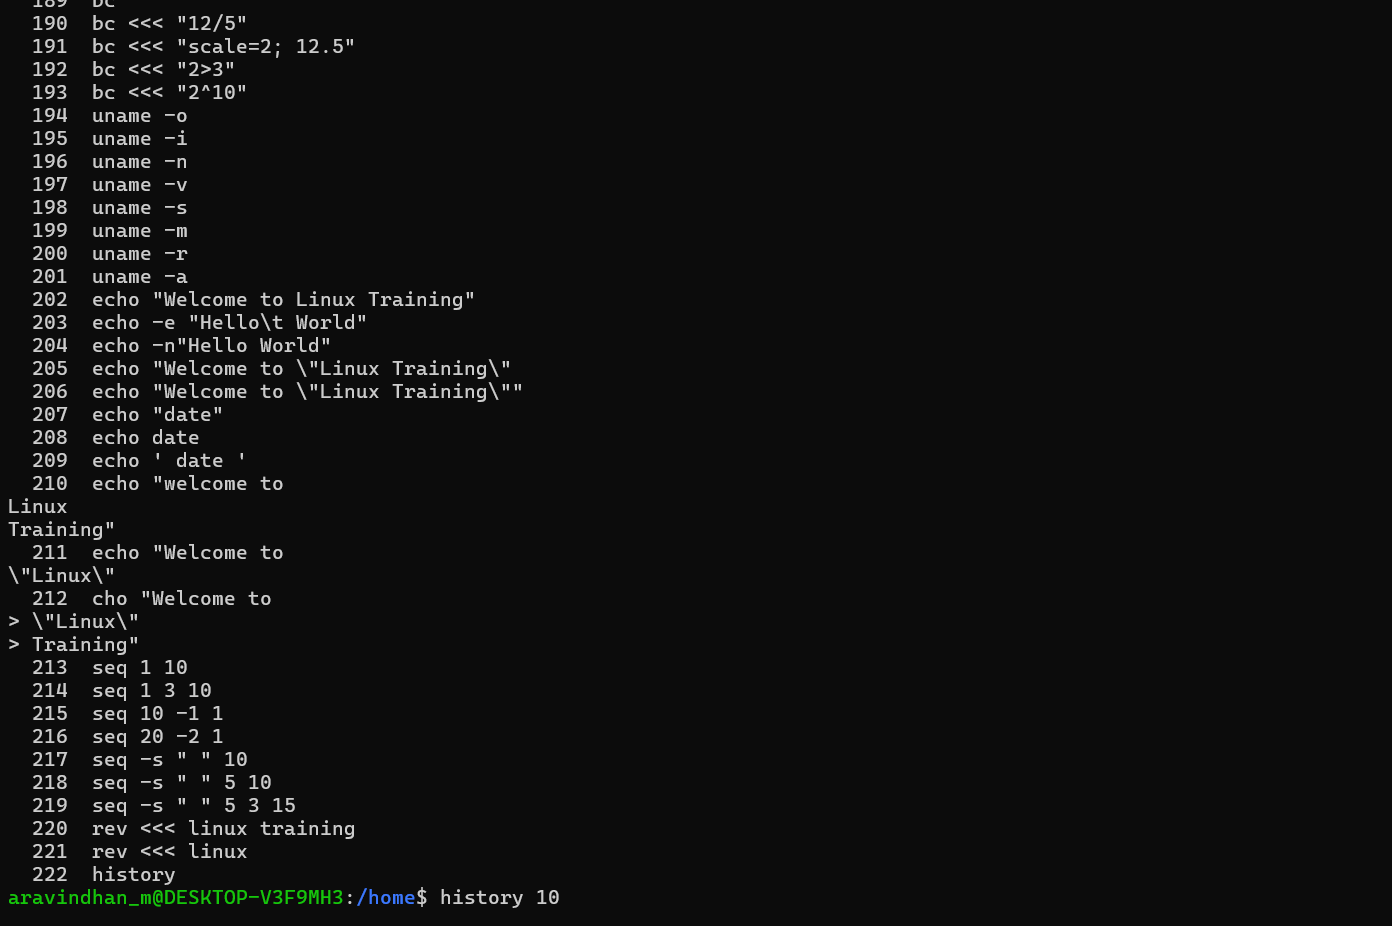 189  bc
190  bc <<< "12/5"
191  bc <<< "scale=2; 12.5"
192  bc <<< "2>3"
193  bc <<< "2^10"
194  uname -o
195  uname -i
196  uname -n
197  uname -v
198  uname -s
199  uname -m
200  uname -r
201  uname -a
202  echo "Welcome to Linux Training"
203  echo -e "Hello\t World"
204  echo -n"Hello World"
205  echo "Welcome to \"Linux Training\"
206  echo "Welcome to \"Linux Training\""
207  echo "date"
208  echo date
209  echo ' date '
210  echo "welcome to
Linux
Training"
211  echo "Welcome to
\"Linux\"
212  cho "Welcome to
> \"Linux\"
> Training"
213  seq 1 10
214  seq 1 3 10
215  seq 10 -1 1
216  seq 20 -2 1
217  seq -s " " 10
218  seq -s " " 5 10
219  seq -s " " 5 3 15
220  rev <<< linux training
221  rev <<< linux
222  history
aravindhan_m@DESKTOP-V3F9MH3:/home$ history 10